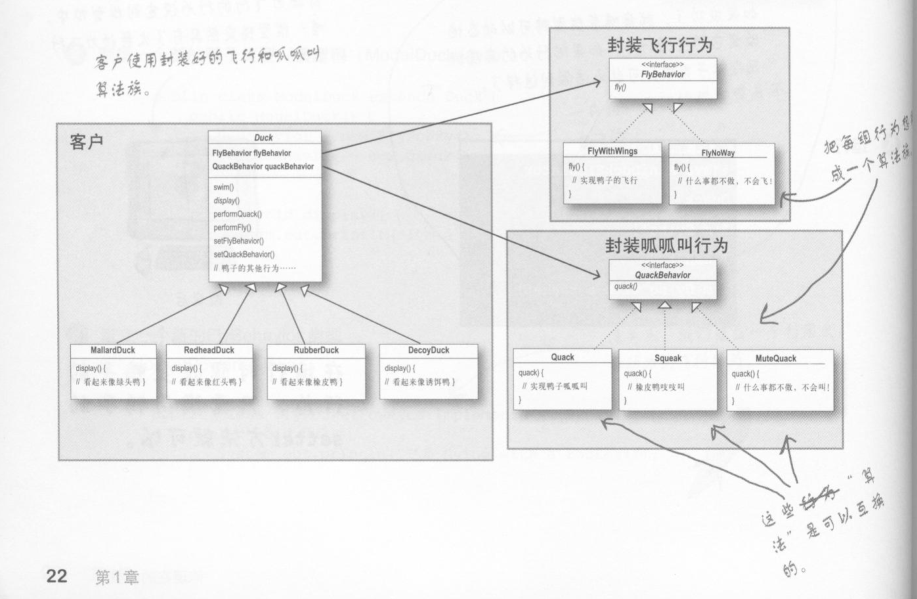 客户使用封装好的飞行和呱呱叫
算法族。
客户
Duck
FlyBehavior flyBehavior
QuackBehavior quackBehavior
swim()
display()
performQuack()
performFly()
setFlyBehavior()
setQuackBehavior()
// 鸭子的其他行为……
MallardDuck
display() {
// 看起来像绿头鸭 }
RedheadDuck
display() {
// 看起来像红头鸭 }
RubberDuck
display() {
// 看起来像橡皮鸭 }
DecoyDuck
display() {
// 看起来像诱饵鸭 }
封装飞行行为
<<interface>>
FlyBehavior
fly()
FlyWithWings
fly() {
// 实现鸭子的飞行
}
FlyNoWay
fly() {
// 什么事都不做，不会飞！
}
把每组行为想
成一个算法族
封装呱呱叫行为
<<interface>>
QuackBehavior
quack()
Quack
quack) {
// 实现鸭子呱呱叫
}
Squeak
quack() {
// 橡皮鸭吱吱叫
}
MuteQuack
quack() {
// 什么事都不做，不会叫！
}
这些行为“算
法”是可以互换
的。
22 第1章